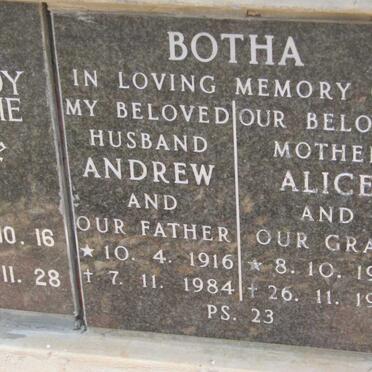 BOTHA
IN LOVING MEMORY
MY BELOVED
HUSBAND
ANDREW
AND
OUR FATHER
★ 10. 4. 1916
† 7. 11. 1984
OUR BELO
MOTHE
ALICE
AND
OUR GRA
★ 8. 10. 19
† 26. 11. 19
PS. 23
10. 16
11. 28